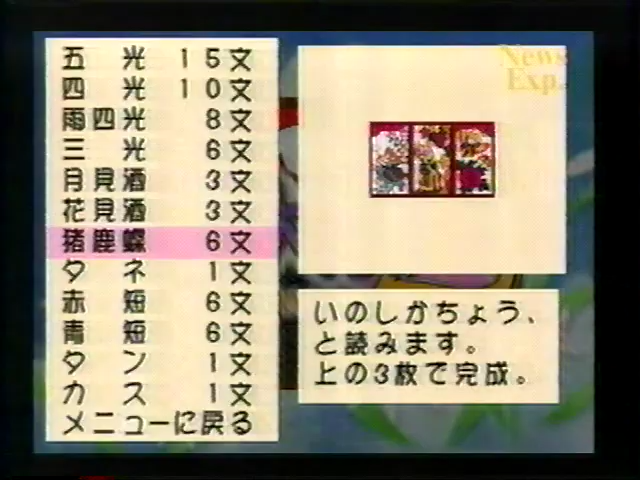 五光 15文
四光 10文
雨四光 8文
三光 6文
月見酒 3文
花見酒 3文
猪鹿蝶 6文
タネ 1文
赤短 6文
青短 6文
タン 1文
カス 1文
メニューに戻る
News
Exp.
いのしかちょう、
と読みます。
上の3枚で完成。